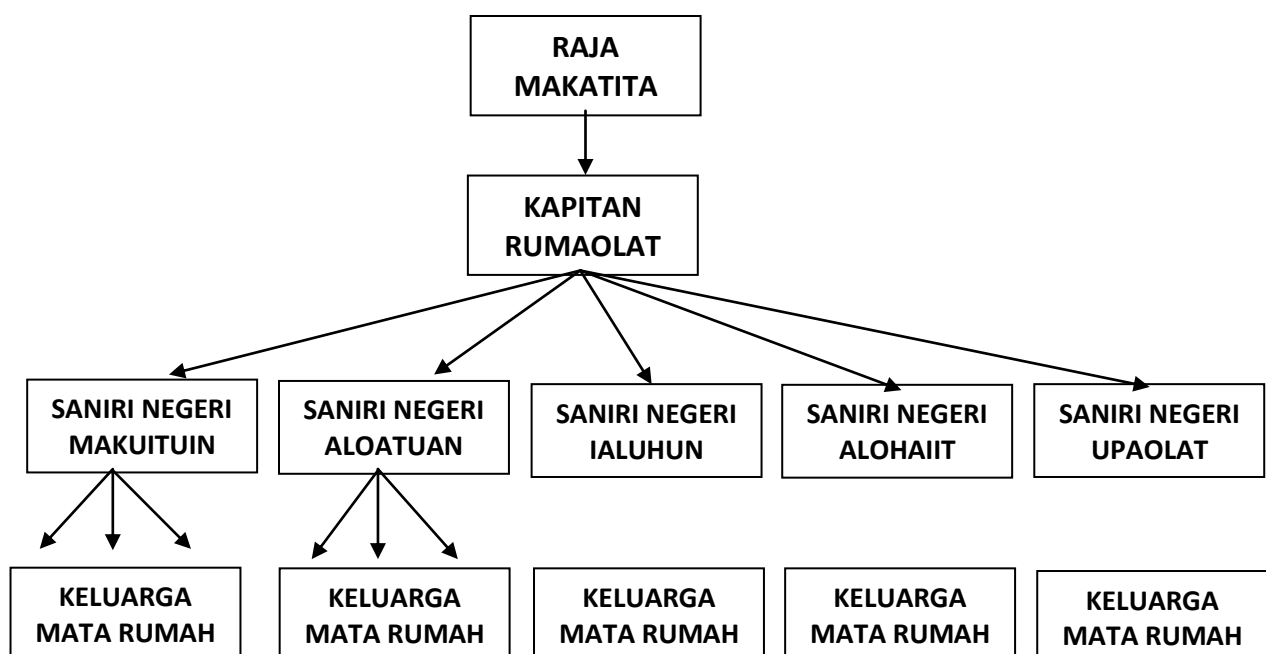 RAJA
MAKATITA
KAPITAN
RUMAOLAT
SANIRI NEGERI
MAKUITUIN
SANIRI NEGERI
ALOATUAN
SANIRI NEGERI
IALUHUN
SANIRI NEGERI
ALOHAIIT
SANIRI NEGERI
UPAOLAT
KELUARGA
MATA RUMAH
KELUARGA
MATA RUMAH
KELUARGA
MATA RUMAH
KELUARGA
MATA RUMAH
KELUARGA
MATA RUMAH